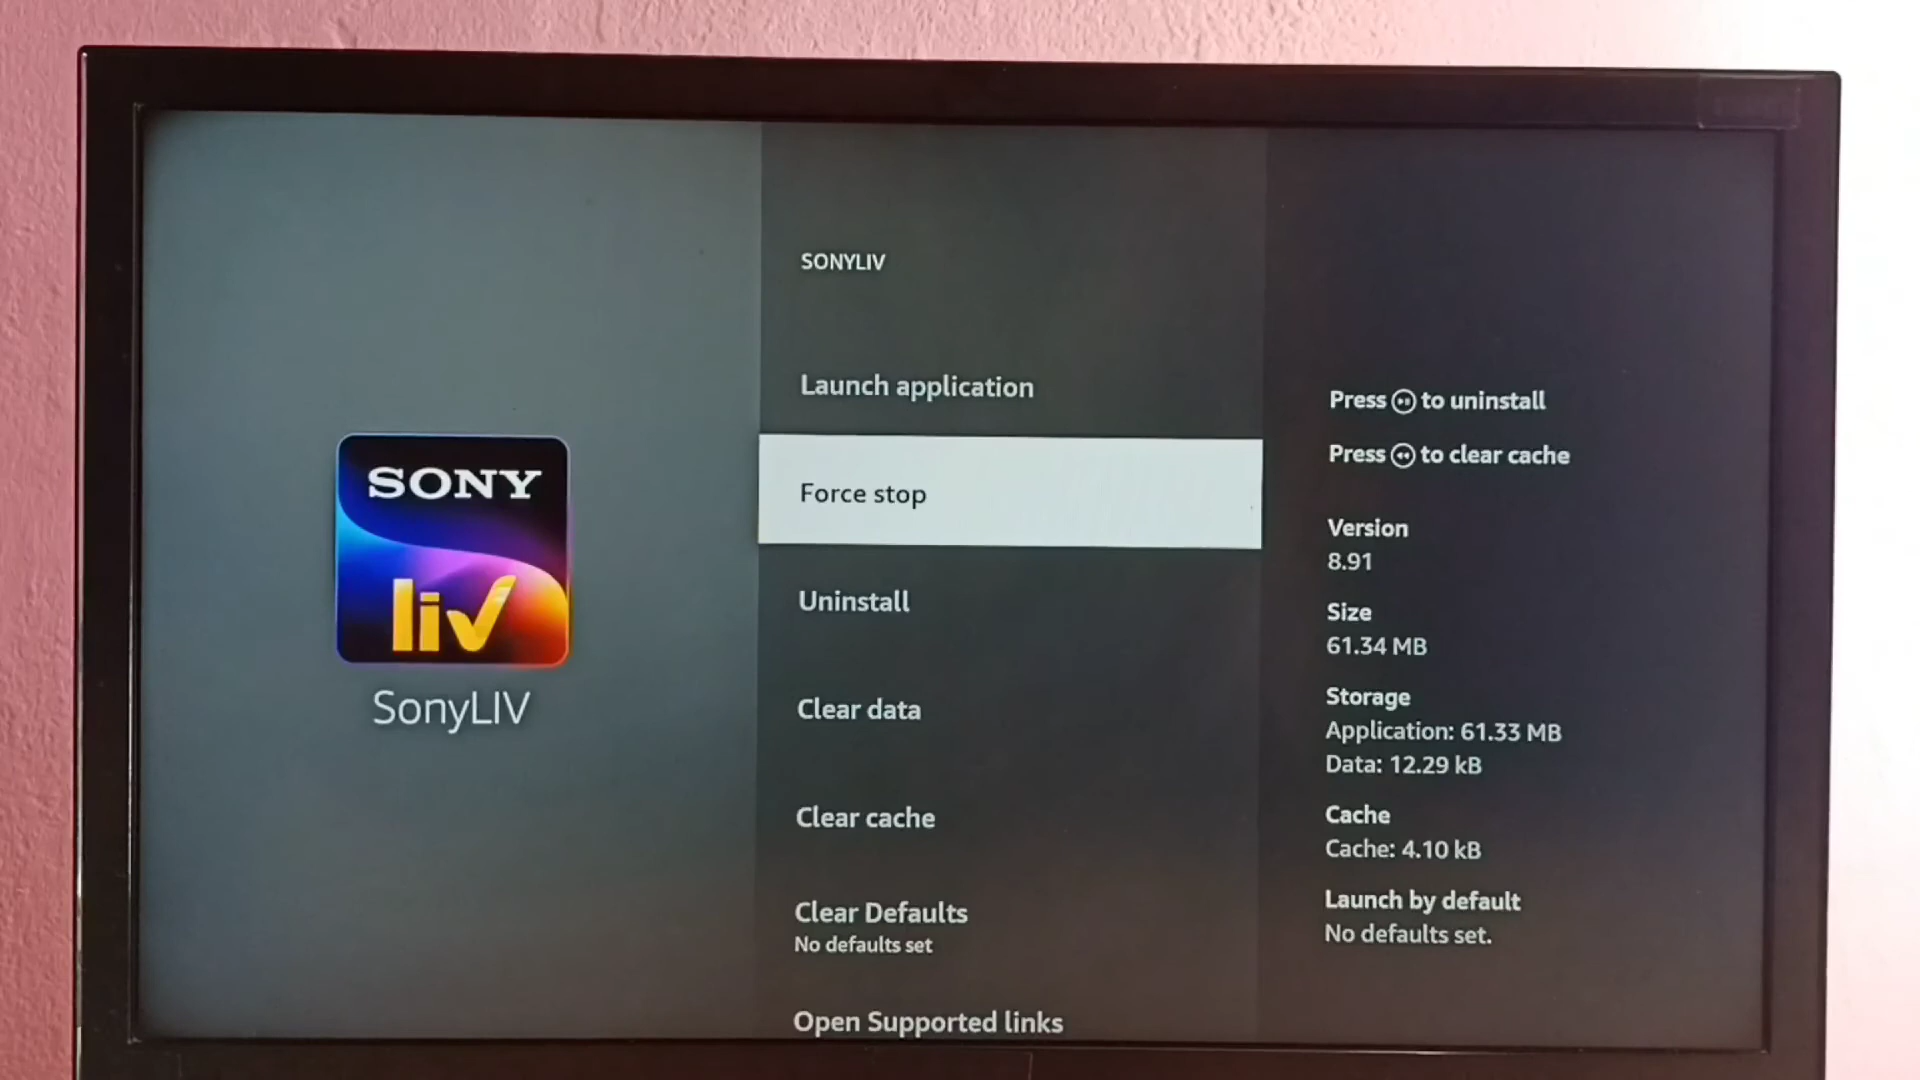 SONYLIV
Launch application
Force stop
Uninstall
Clear data
Clear cache
Clear Defaults
No defaults set
Open Supported links
SONY
liv
SonyLIV
Press to uninstall
Press to clear cache
Version
8.91
Size
61.34 MB
Storage
Application: 61.33 MB
Data: 12.29 kB
Cache
Cache: 4.10 kB
Launch by default
No defaults set.